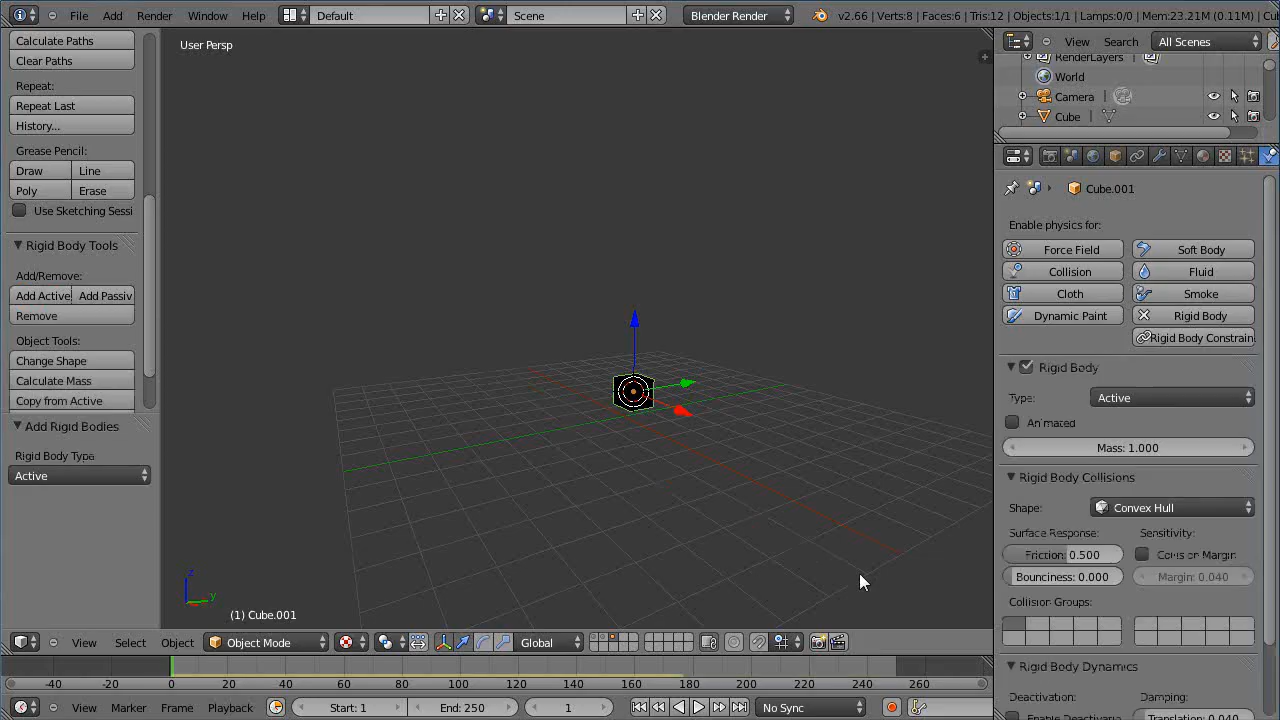 File Add Render Window Help Default Scene Blender Render v2.66 | Verts:8 | Faces:6 | Tris:12 | Objects:1/1 | Lamps:0/0 | Mem:23.21M (0.11M) | Cu
Calculate Paths
Clear Paths
Repeat:
Repeat Last
History...
Grease Pencil:
Draw Line
Poly Erase
Use Sketching Sessi
Rigid Body Tools
Add/Remove:
Add Active Add Passiv
Remove
Object Tools:
Change Shape
Calculate Mass
Copy from Active
Add Rigid Bodies
Rigid Body Type
Active
User Persp
z
y
(1) Cube.001
View Select Object Object Mode Global
View Search All Scenes
RenderLayers
World
Camera
Cube
Cube.001
Enable physics for:
Force Field Soft Body
Collision Fluid
Cloth Smoke
Dynamic Paint Rigid Body
Rigid Body Constrain
Rigid Body
Type: Active
Animated
Mass: 1.000
Rigid Body Collisions
Shape: Convex Hull
Surface Response: Sensitivity:
Friction: 0.500 Collision Margin
Bounciness: 0.000 Margin: 0.040
Collision Groups:
Rigid Body Dynamics
Deactivation: Damping:
Enable Deactivatio Translation: 0.040
-40 -20 0 20 40 60 80 100 120 140 160 180 200 220 240 260
View Marker Frame Playback Start: 1 End: 250 1 No Sync